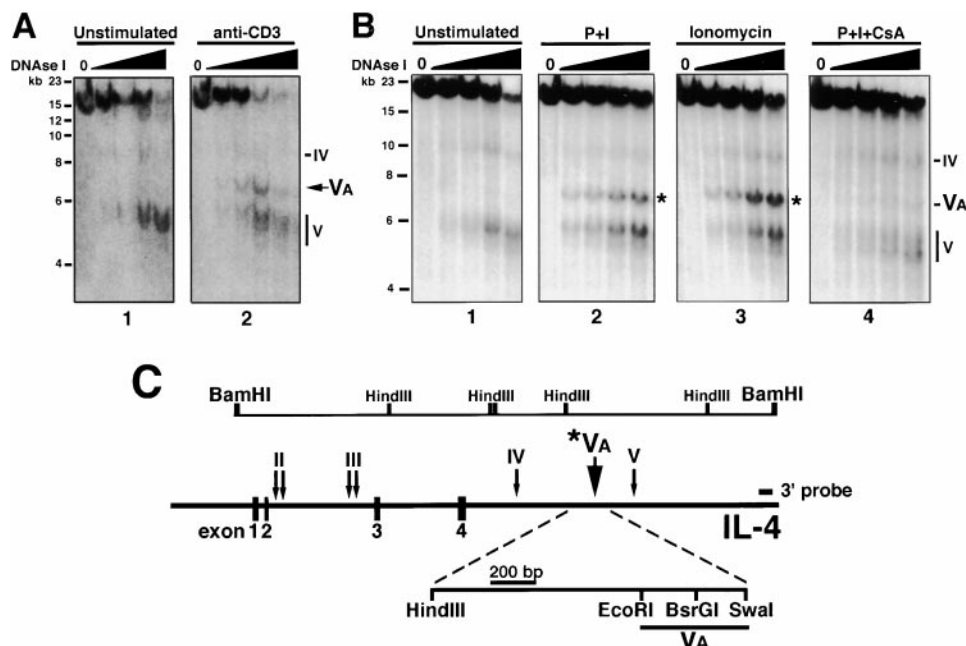 A
Unstimulated
anti-CD3
DNAse I
0
0
kb
23
15
12
10
8
6
4
IV
VA
V
1
2
B
Unstimulated
P+I
Ionomycin
P+I+CsA
DNAse I
0
0
0
0
kb
23
15
10
8
6
4
*
*
IV
VA
V
1
2
3
4
C
BamHI
HindIII
HindIII
HindIII
HindIII
BamHI
II
III
IV
*VA
V
3' probe
exon 1 2
3
4
IL-4
200 bp
HindIII
EcoRI
BsrGI
SwaI
VA